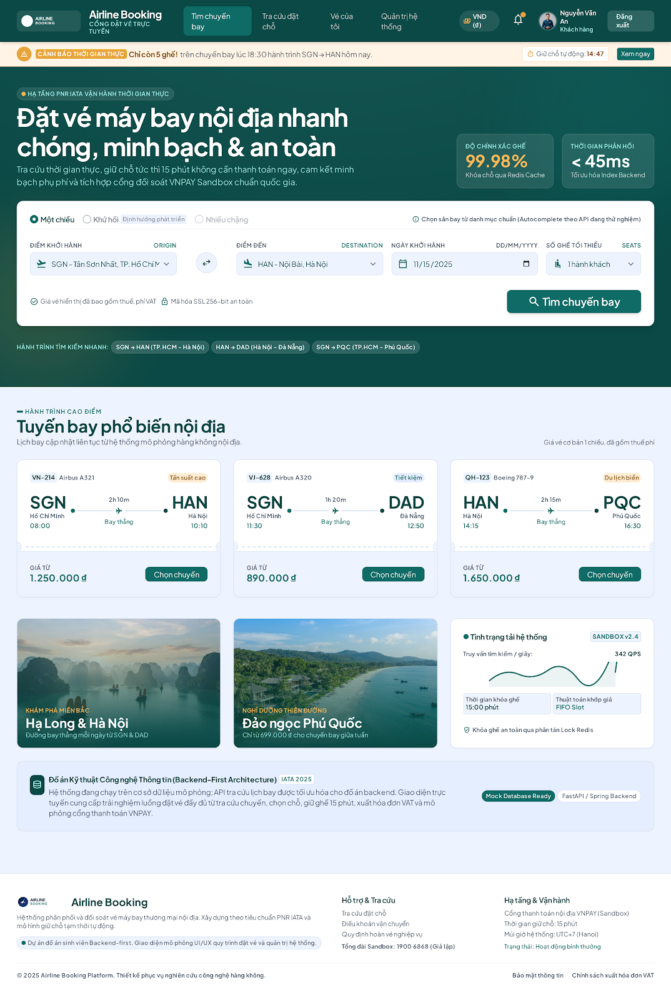 AIRLINE
BOOKING
Airline Booking
CỔNG ĐẶT VÉ TRỰC
TUYẾN
Tìm chuyến
bay
Tra cứu đặt
chỗ
Vé của
tôi
Quản trị hệ
thống
VND
(₫)
Nguyễn Văn
An
Khách hàng
Đăng
xuất
CẢNH BÁO THỜI GIAN THỰC Chỉ còn 5 ghế! trên chuyến bay lúc 18:30 hành trình SGN → HAN hôm nay.
Giữ chỗ tự động: 14:47
Xem ngay
HẠ TẦNG PNR IATA VẬN HÀNH THỜI GIAN THỰC
Đặt vé máy bay nội địa nhanh
chóng, minh bạch & an toàn
Tra cứu thời gian thực, giữ chỗ tức thì 15 phút không cần thanh toán ngay, cam kết minh
bạch phụ phí và tích hợp cổng đối soát VNPAY Sandbox chuẩn quốc gia.
ĐỘ CHÍNH XÁC GHẾ
99.98%
Khóa chỗ qua Redis Cache
THỜI GIAN PHẢN HỒI
< 45ms
Tối ưu hóa Index Backend
Một chiều
Khứ hồi Định hướng phát triển
Nhiều chặng
Chọn sân bay từ danh mục chuẩn (Autocomplete theo API đang thử nghiệm)
ĐIỂM KHỞI HÀNH ORIGIN
SGN - Tân Sơn Nhất, TP. Hồ Chí M
ĐIỂM ĐẾN DESTINATION
HAN - Nội Bài, Hà Nội
NGÀY KHỞI HÀNH DD/MM/YYYY
11/15/2025
SỐ GHẾ TỐI THIỂU SEATS
1 hành khách
Giá vé hiển thị đã bao gồm thuế, phí VAT
Mã hóa SSL 256-bit an toàn
Tìm chuyến bay
HÀNH TRÌNH TÌM KIẾM NHANH:
SGN → HAN (TP.HCM - Hà Nội)
HAN → DAD (Hà Nội - Đà Nẵng)
SGN → PQC (TP.HCM - Phú Quốc)
HÀNH TRÌNH CAO ĐIỂM
Tuyến bay phổ biến nội địa
Lịch bay cập nhật liên tục từ hệ thống mô phỏng hàng không nội địa.
Giá vé cơ bản 1 chiều, đã gồm thuế phí
VN-214 Airbus A321
Tần suất cao
SGN
Hồ Chí Minh
08:00
2h 10m
Bay thẳng
HAN
Hà Nội
10:10
GIÁ TỪ
1.250.000 ₫
Chọn chuyến
VJ-628 Airbus A320
Tiết kiệm
SGN
Hồ Chí Minh
11:30
1h 20m
Bay thẳng
DAD
Đà Nẵng
12:50
GIÁ TỪ
890.000 ₫
Chọn chuyến
QH-123 Boeing 787-9
Du lịch biển
HAN
Hà Nội
14:15
2h 15m
Bay thẳng
PQC
Phú Quốc
16:30
GIÁ TỪ
1.650.000 ₫
Chọn chuyến
KHÁM PHÁ MIỀN BẮC
Hạ Long & Hà Nội
Đường bay thẳng mỗi ngày từ SGN & DAD
NGHỈ DƯỠNG THIÊN ĐƯỜNG
Đảo ngọc Phú Quốc
Chỉ từ 699.000 ₫ cho chuyến bay giữa tuần
Tình trạng tải hệ thống
SANDBOX v2.4
Truy vấn tìm kiếm / giây:
342 QPS
Thời gian khóa ghế
15:00 phút
Thuật toán khớp giá
FIFO Slot
Khóa ghế an toàn qua phân tán Lock Redis
Đồ án Kỹ thuật Công nghệ Thông tin (Backend-First Architecture) IATA 2025
Hệ thống đang chạy trên cơ sở dữ liệu mô phỏng; API tra cứu lịch bay được tối ưu hóa cho đồ án backend. Giao diện trực
tuyến cung cấp trải nghiệm luồng đặt vé đầy đủ từ tra cứu chuyến, chọn chỗ, giữ ghế 15 phút, xuất hóa đơn VAT và mô
phỏng cổng thanh toán VNPAY.
Mock Database Ready
FastAPI / Spring Backend
AIRLINE
BOOKING
Airline Booking
Hệ thống phân phối và đối soát vé máy bay thương mại nội địa. Xây dựng theo tiêu chuẩn PNR IATA và
mô hình giữ chỗ tạm thời tự động.
Dự án đồ án sinh viên Backend-first. Giao diện mô phỏng UI/UX quy trình đặt vé và quản trị hệ thống.
Hỗ trợ & Tra cứu
Tra cứu đặt chỗ
Điều khoản vận chuyển
Quy định hoàn vé nghiệp vụ
Tổng đài Sandbox: 1900 6868 (Giả lập)
Hạ tầng & Vận hành
Cổng thanh toán nội địa VNPAY (Sandbox)
Thời gian giữ chỗ: 15 phút
Múi giờ hệ thống: UTC+7 (Hanoi)
Trạng thái: Hoạt động bình thường
© 2025 Airline Booking Platform. Thiết kế phục vụ nghiên cứu công nghệ hàng không.
Bảo mật thông tin
Chính sách xuất hóa đơn VAT